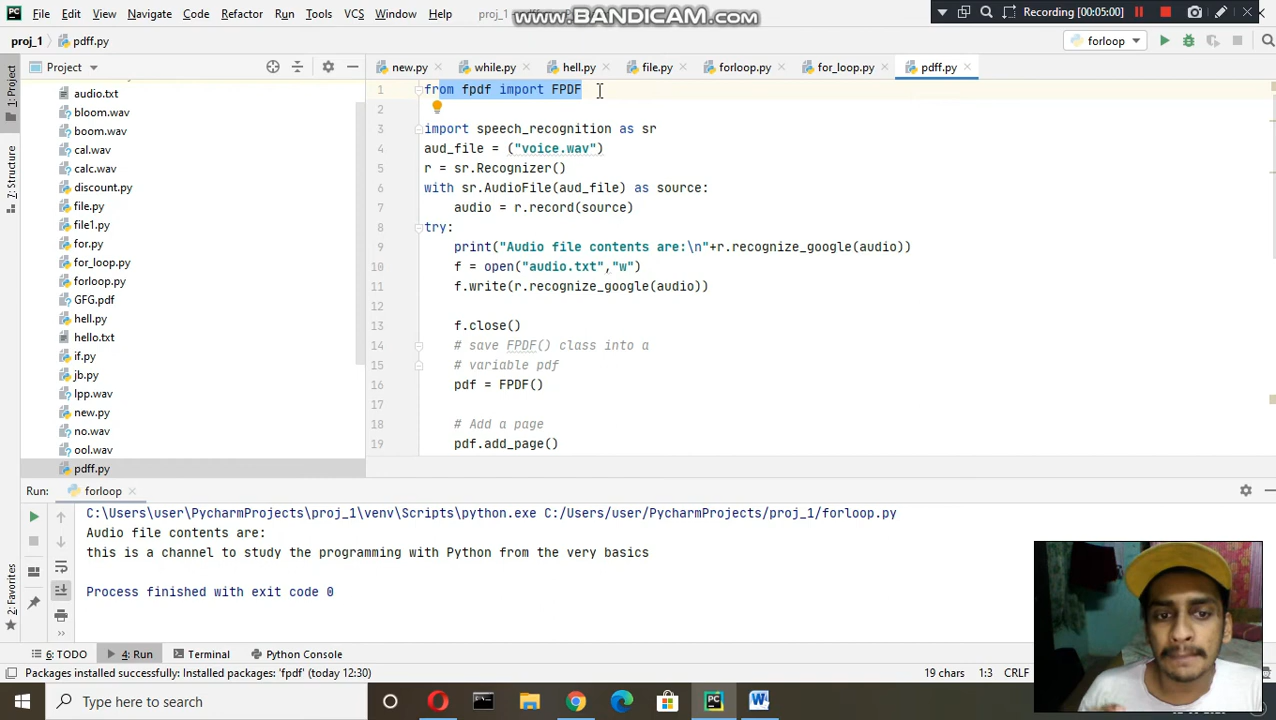 File Edit View Navigate Code Refactor Run Tools VCS Window Help proj_1
www.BANDICAM.com
Recording [00:05:00]
proj_1 pdff.py
forloop
Project
new.py while.py hell.py file.py forloop.py for_loop.py pdff.py
1: Project
7: Structure
2: Favorites
audio.txt
bloom.wav
boom.wav
cal.wav
calc.wav
discount.py
file.py
file1.py
for.py
for_loop.py
forloop.py
GFG.pdf
hell.py
hello.txt
if.py
jb.py
lpp.wav
new.py
no.wav
ool.wav
pdff.py
1 from fpdf import FPDF
2
3 import speech_recognition as sr
4 aud_file = ("voice.wav")
5 r = sr.Recognizer()
6 with sr.AudioFile(aud_file) as source:
7 audio = r.record(source)
8 try:
9 print("Audio file contents are:\n"+r.recognize_google(audio))
10 f = open("audio.txt","w")
11 f.write(r.recognize_google(audio))
12
13 f.close()
14 # save FPDF() class into a
15 # variable pdf
16 pdf = FPDF()
17
18 # Add a page
19 pdf.add_page()
Run: forloop
C:\Users\user\PycharmProjects\proj_1\venv\Scripts\python.exe C:/Users/user/PycharmProjects/proj_1/forloop.py
Audio file contents are:
this is a channel to study the programming with Python from the very basics
Process finished with exit code 0
6: TODO 4: Run Terminal Python Console
Packages installed successfully: Installed packages: 'fpdf' (today 12:30)
19 chars 1:3 CRLF
Type here to search